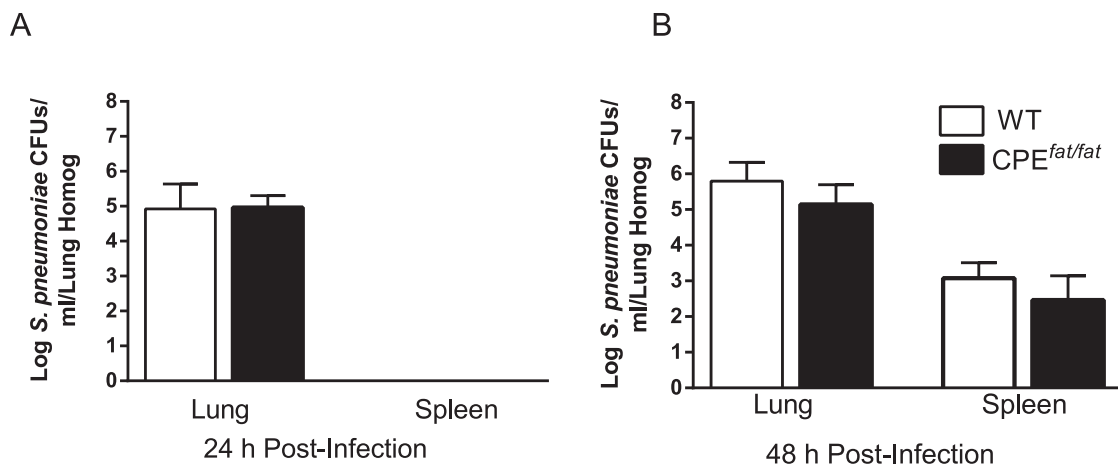 A
Log S. pneumoniae CFUs/
ml/Lung Homog
8
7
6
5
4
3
2
1
0
Lung
Spleen
24 h Post-Infection
B
Log S. pneumoniae CFUs/
ml/Lung Homog
8
7
6
5
4
3
2
1
0
WT
CPEfat/fat
Lung
Spleen
48 h Post-Infection